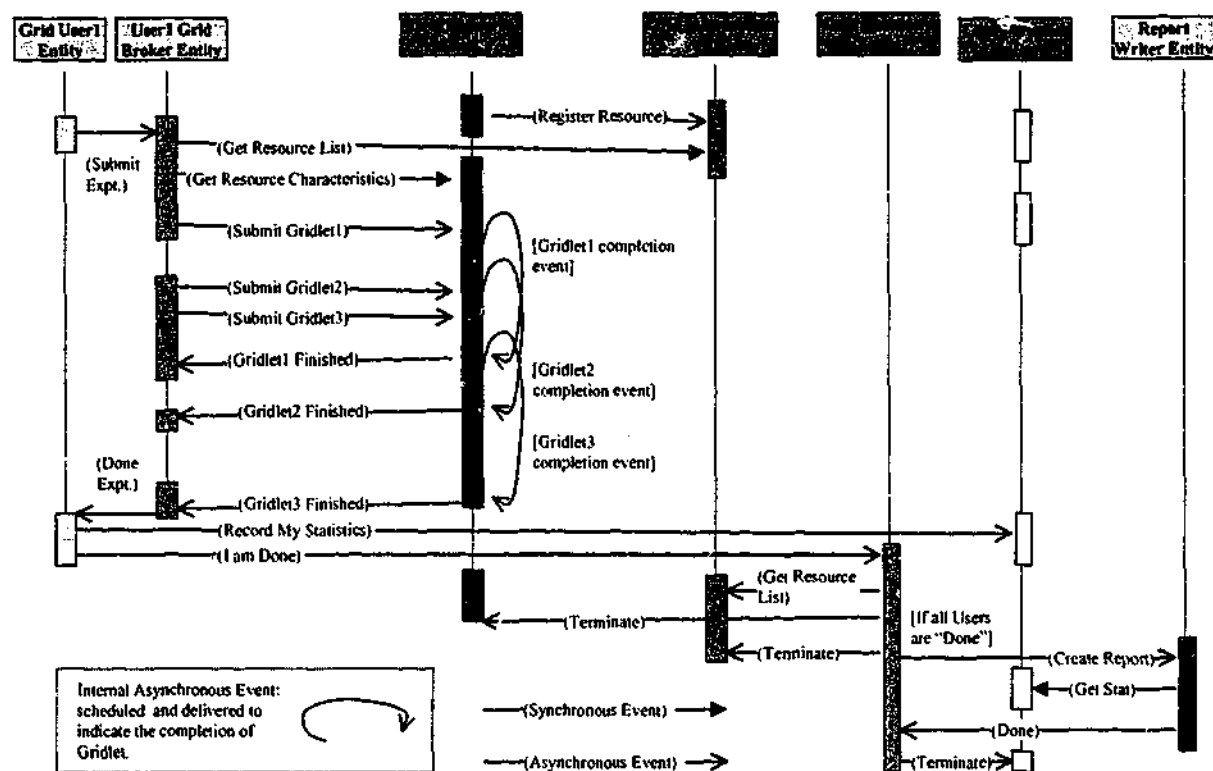 Grid User1
Entity
User1 Grid
Broker Entity
Report
Writer Entity
(Register Resource)
(Submit
Expt.)
(Get Resource List)
(Get Resource Characteristics)
(Submit Gridlet1)
[Gridlet1 completion
event]
(Submit Gridlet2)
(Submit Gridlet3)
(Gridlet1 Finished)
[Gridlet2
completion event]
(Gridlet2 Finished)
[Gridlet3
completion event]
(Done
Expt.)
(Gridlet3 Finished)
(Record My Statistics)
(I am Done)
(Get Resource
List)
(Terminate)
[If all Users
are "Done"]
(Terminate)
(Create Report)
(Get Stat)
(Done)
(Terminate)
Internal Asynchronous Event:
scheduled and delivered to
indicate the completion of
Gridlet.
(Synchronous Event)
(Asynchronous Event)